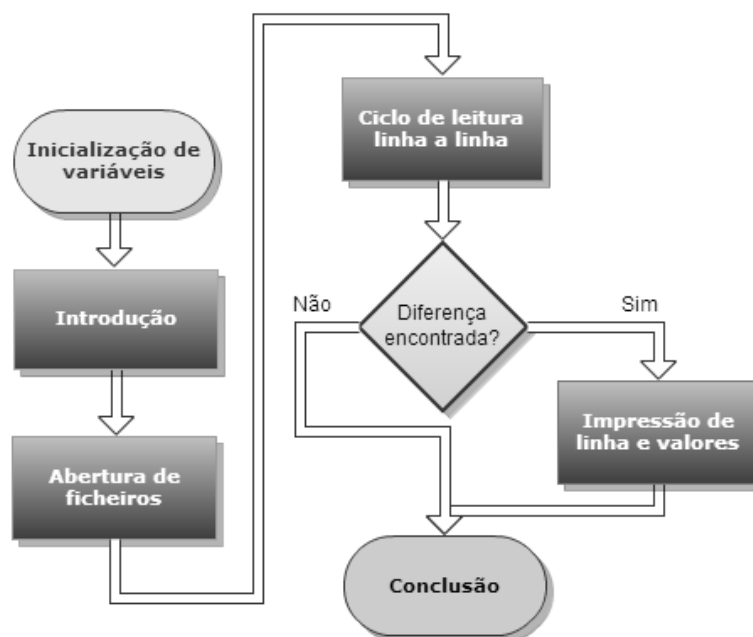 Inicialização de
variáveis
Introdução
Abertura de
ficheiros
Ciclo de leitura
linha a linha
Diferença
encontrada?
Não
Sim
Impressão de
linha e valores
Conclusão